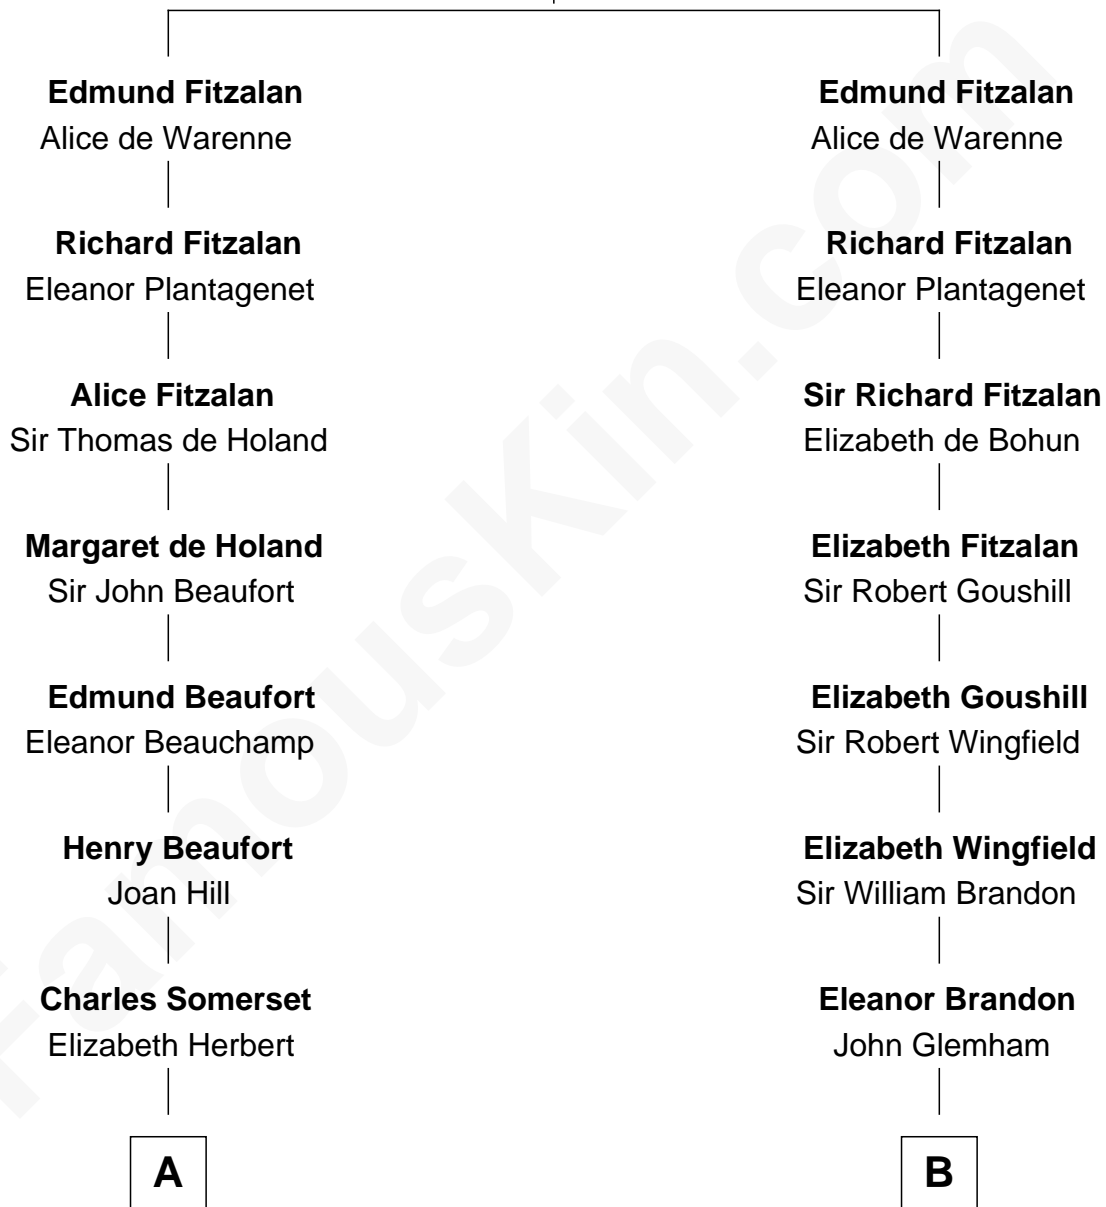 Edmund Fitzalan
Alice de Warenne
Richard Fitzalan
Eleanor Plantagenet
Alice Fitzalan
Sir Thomas de Holand
Margaret de Holand
Sir John Beaufort
Edmund Beaufort
Eleanor Beauchamp
Henry Beaufort
Joan Hill
Charles Somerset
Elizabeth Herbert
A
Edmund Fitzalan
Alice de Warenne
Richard Fitzalan
Eleanor Plantagenet
Sir Richard Fitzalan
Elizabeth de Bohun
Elizabeth Fitzalan
Sir Robert Goushill
Elizabeth Goushill
Sir Robert Wingfield
Elizabeth Wingfield
Sir William Brandon
Eleanor Brandon
John Glemham
B
FamousKin.com